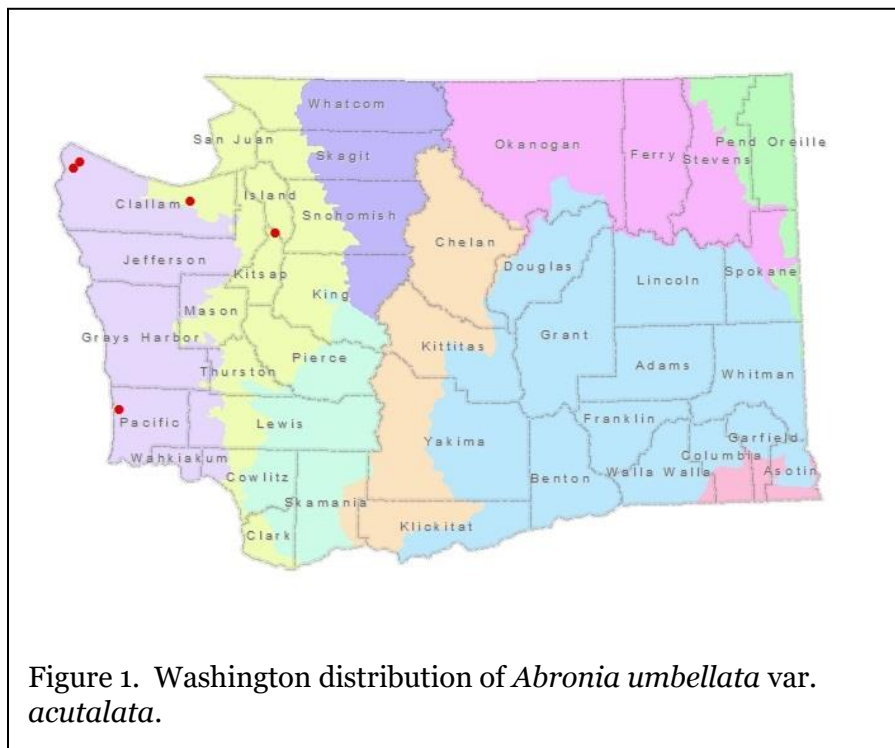 Whatcom
San Juan
Skagit
Okanogan
Ferry
Stevens
Pend Oreille
Clallam
Island
Snohomish
Chelan
Jefferson
Kitsap
Douglas
Lincoln
Spokane
King
Mason
Grays Harbor
Grant
Kittitas
Pierce
Thurston
Adams
Whitman
Pacific
Lewis
Franklin
Garfield
Yakima
Columbia
Wahkiakum
Benton
Walla Walla
Asotin
Cowlitz
Skamania
Klickitat
Clark
Figure 1. Washington distribution of Abronia umbellata var.
acutalata.